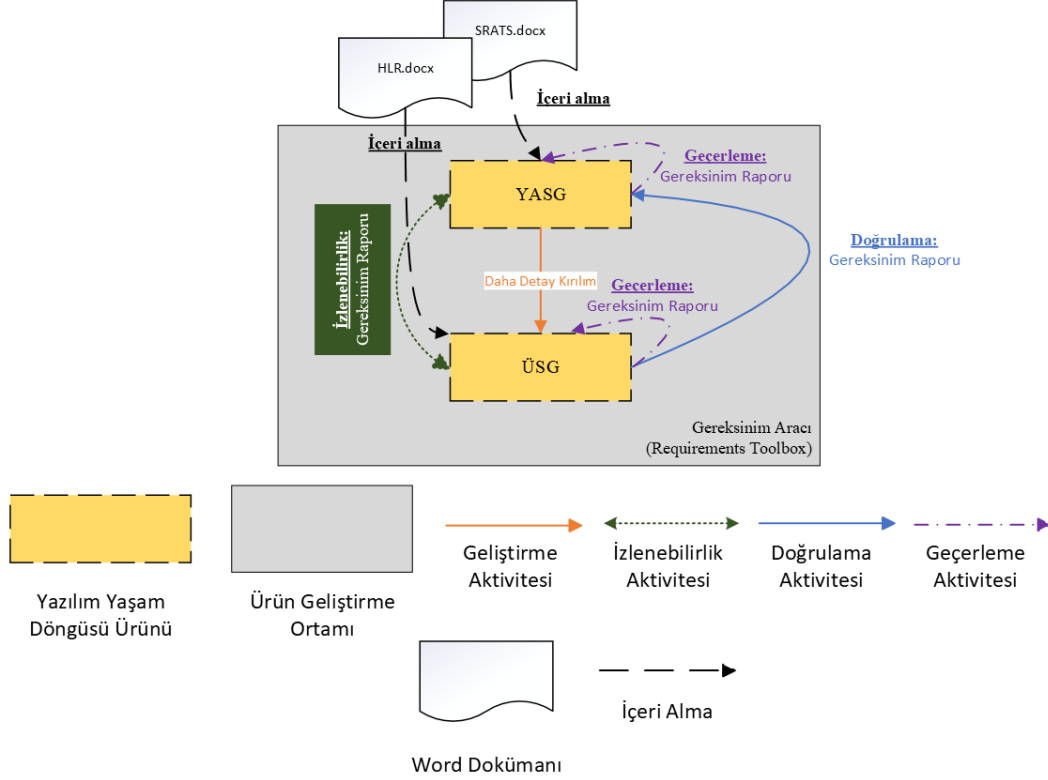 SRATS.docx
HLR.docx
İçeri alma
İçeri alma
Geçerleme:
Gereksinim Raporu
YASG
İzlenebilirlik:
Gereksinim Raporu
Doğrulama:
Gereksinim Raporu
Daha Detay Kırılım
Geçerleme:
Gereksinim Raporu
ÜSG
Gereksinim Aracı
(Requirements Toolbox)
Yazılım Yaşam
Döngüsü Ürünü
Ürün Geliştirme
Ortamı
Geliştirme
Aktivitesi
İzlenebilirlik
Aktivitesi
Doğrulama
Aktivitesi
Geçerleme
Aktivitesi
Word Dokümanı
İçeri Alma